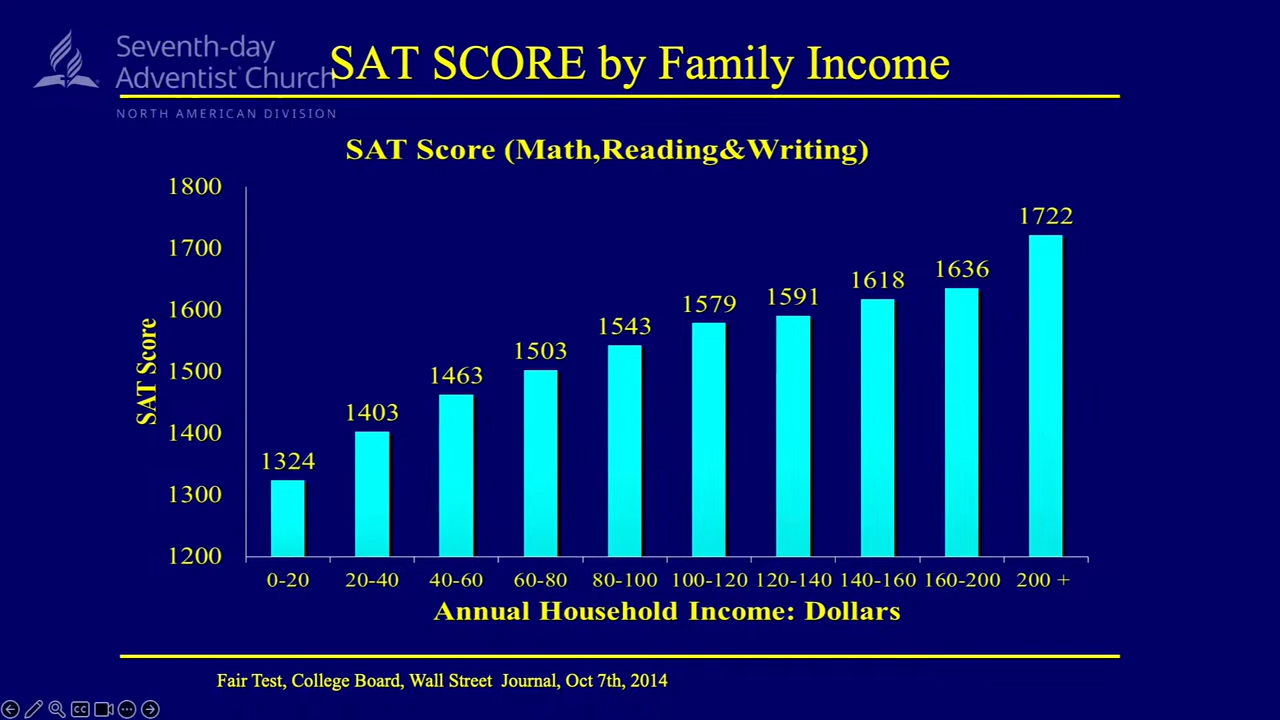 Seventh-day
Adventist Church
NORTH AMERICAN DIVISION
SAT SCORE by Family Income
SAT Score (Math,Reading&Writing)
SAT Score
1800
1700
1600
1500
1400
1300
1200
1324
1403
1463
1503
1543
1579
1591
1618
1636
1722
0-20 20-40 40-60 60-80 80-100 100-120 120-140 140-160 160-200 200 +
Annual Household Income: Dollars
Fair Test, College Board, Wall Street Journal, Oct 7th, 2014
CC